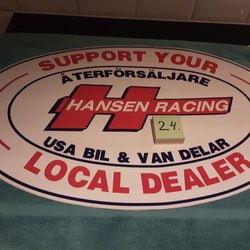 SUPPORT YOUR
ÅTERFÖRSÄLJARE
HANSEN RACING
24.
USA BIL & VAN DELAR
LOCAL DEALER